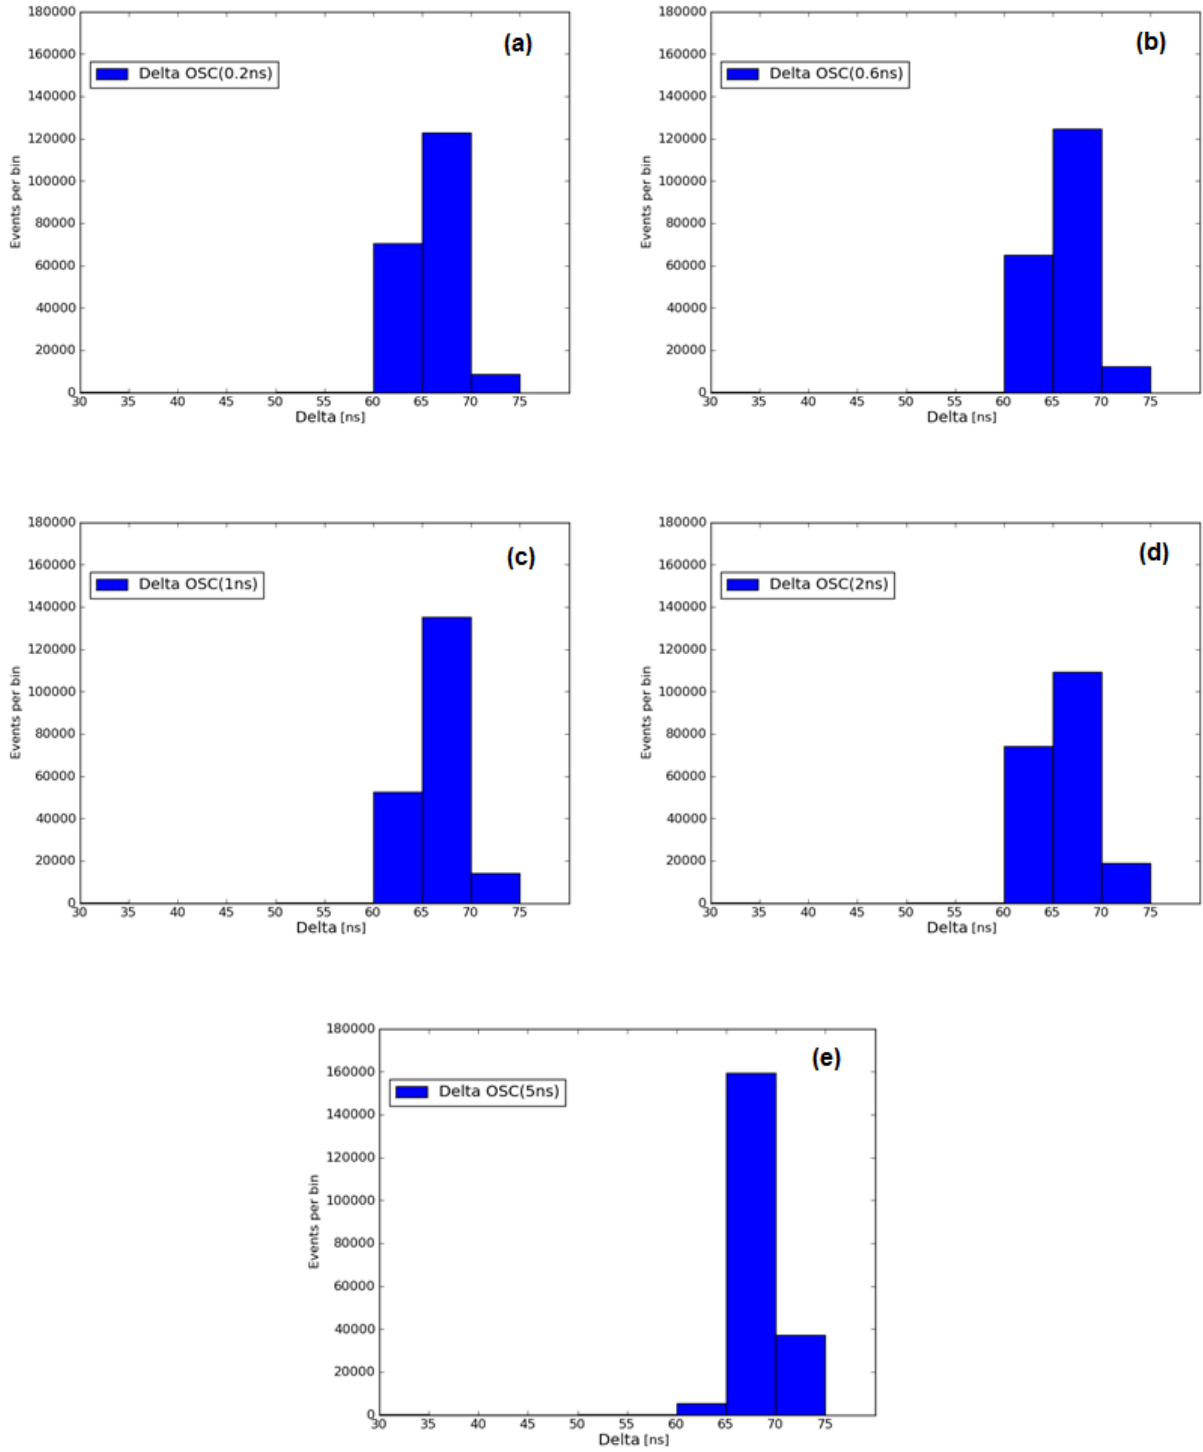 180000
160000
140000
120000
100000
80000
60000
40000
20000
0
Events per bin
(a)
Delta OSC(0.2ns)
30 35 40 45 50 55 60 65 70 75
Delta [ns]
180000
160000
140000
120000
100000
80000
60000
40000
20000
0
Events per bin
(b)
Delta OSC(0.6ns)
30 35 40 45 50 55 60 65 70 75
Delta [ns]
180000
160000
140000
120000
100000
80000
60000
40000
20000
0
Events per bin
(c)
Delta OSC(1ns)
30 35 40 45 50 55 60 65 70 75
Delta [ns]
180000
160000
140000
120000
100000
80000
60000
40000
20000
0
Events per bin
(d)
Delta OSC(2ns)
30 35 40 45 50 55 60 65 70 75
Delta [ns]
180000
160000
140000
120000
100000
80000
60000
40000
20000
0
Events per bin
(e)
Delta OSC(5ns)
30 35 40 45 50 55 60 65 70 75
Delta [ns]